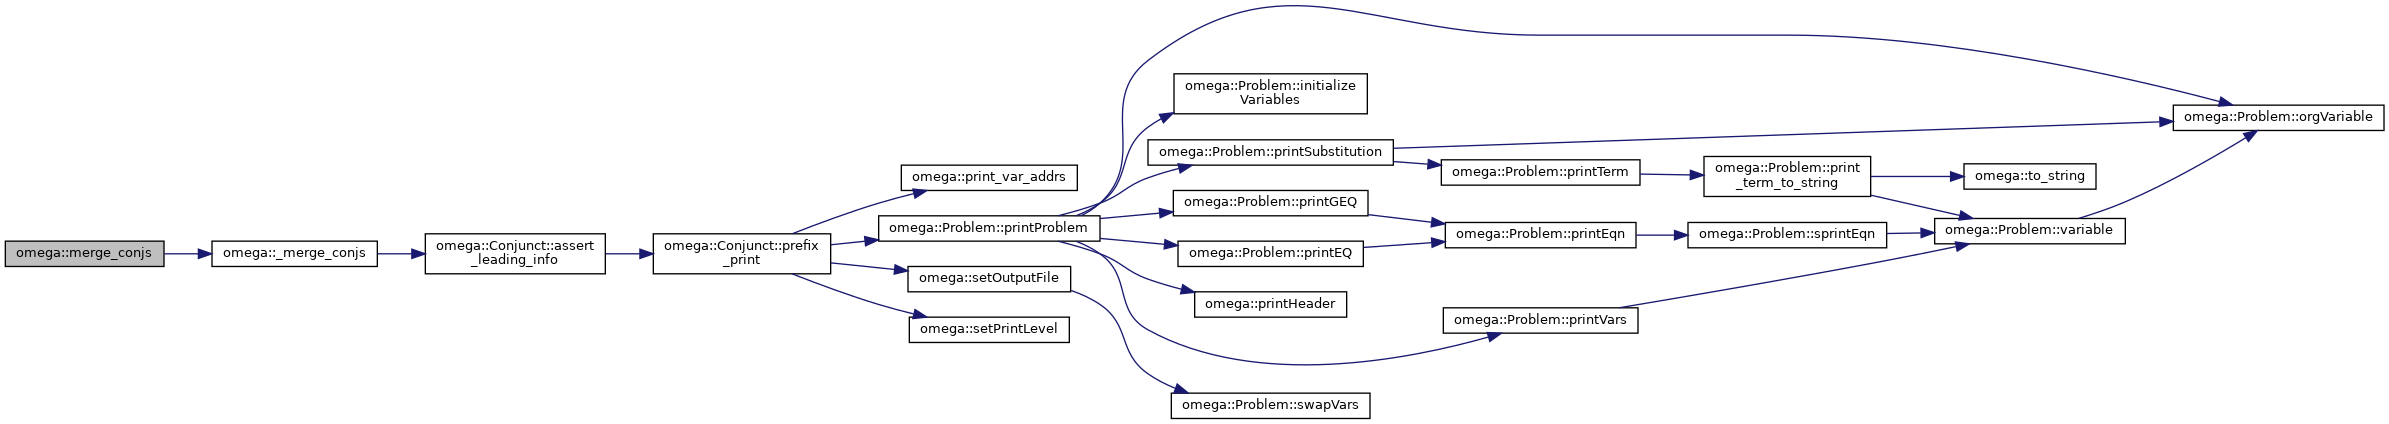 omega::merge_conjs
omega::_merge_conjs
omega::Conjunct::assert
_leading_info
omega::Conjunct::prefix
_print
omega::print_var_addrs
omega::Problem::printProblem
omega::setOutputFile
omega::setPrintLevel
omega::Problem::initialize
Variables
omega::Problem::printSubstitution
omega::Problem::printGEQ
omega::Problem::printEQ
omega::printHeader
omega::Problem::swapVars
omega::Problem::printTerm
omega::Problem::printEqn
omega::Problem::printVars
omega::Problem::print
_term_to_string
omega::Problem::sprintEqn
omega::to_string
omega::Problem::variable
omega::Problem::orgVariable